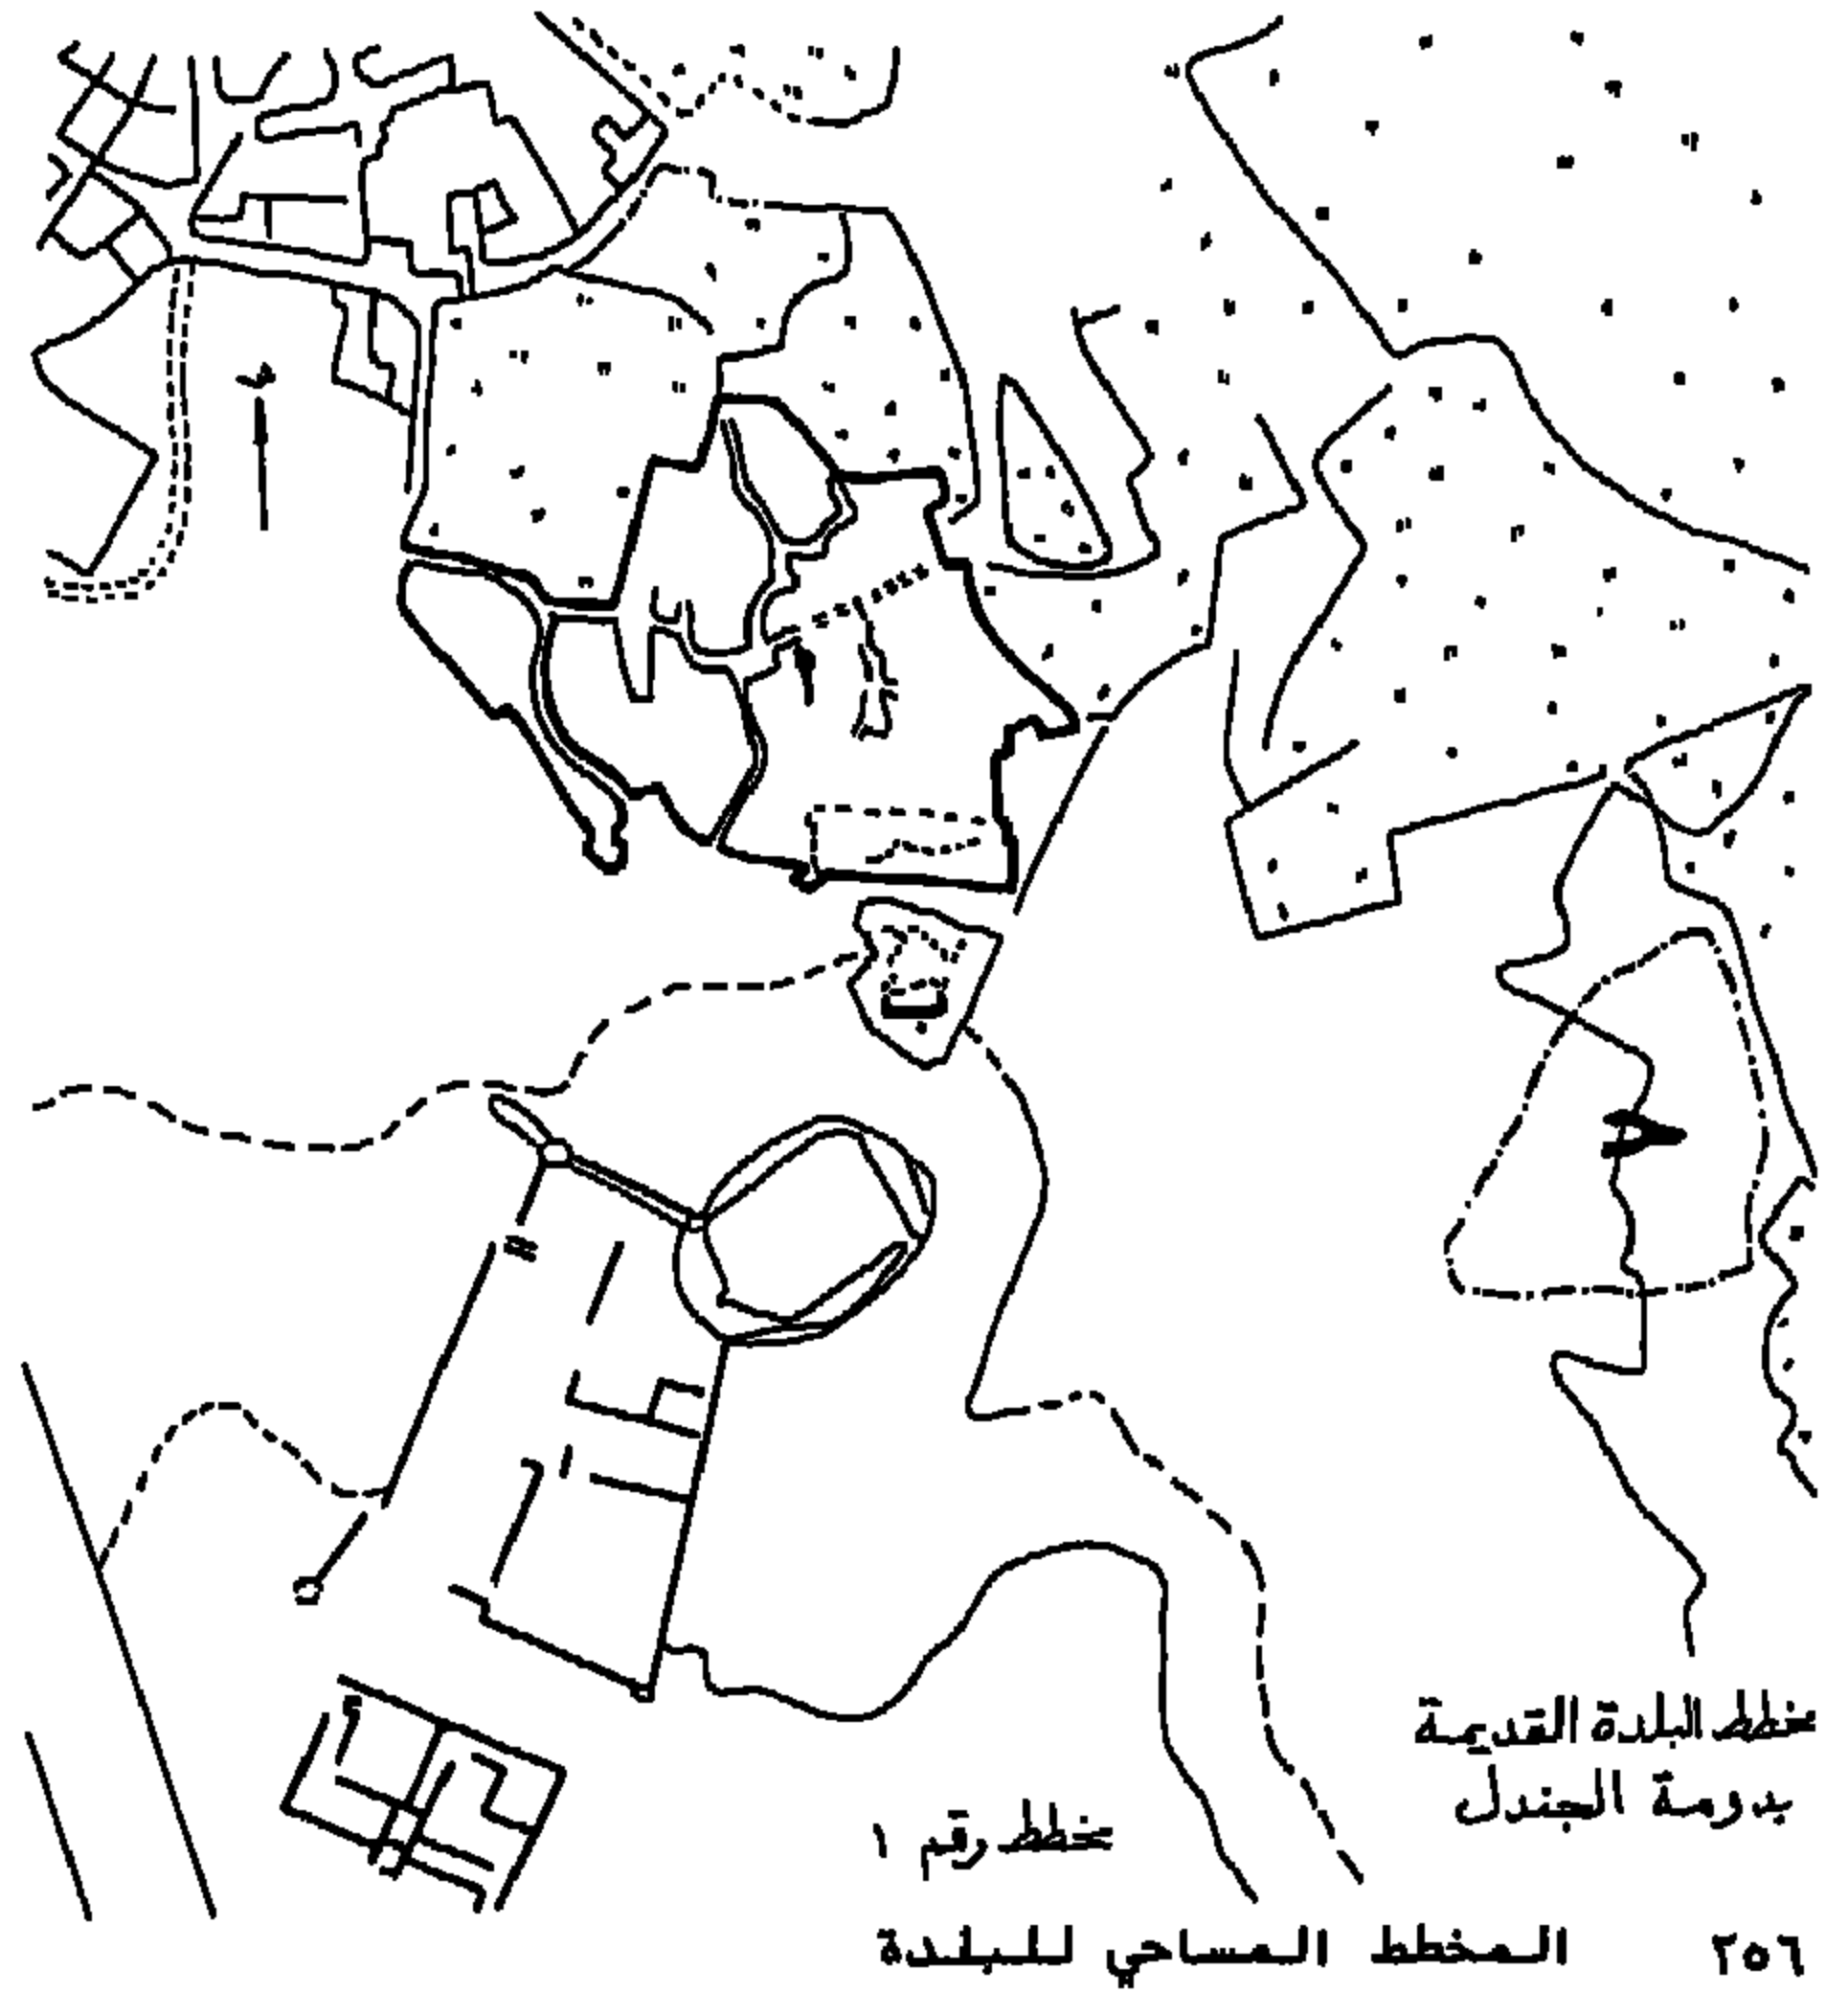 مخطط البلدة القديمة
بدومة الجندل
مخطط رقم ١
المخطط المساحي للبلدة
٢٥٦